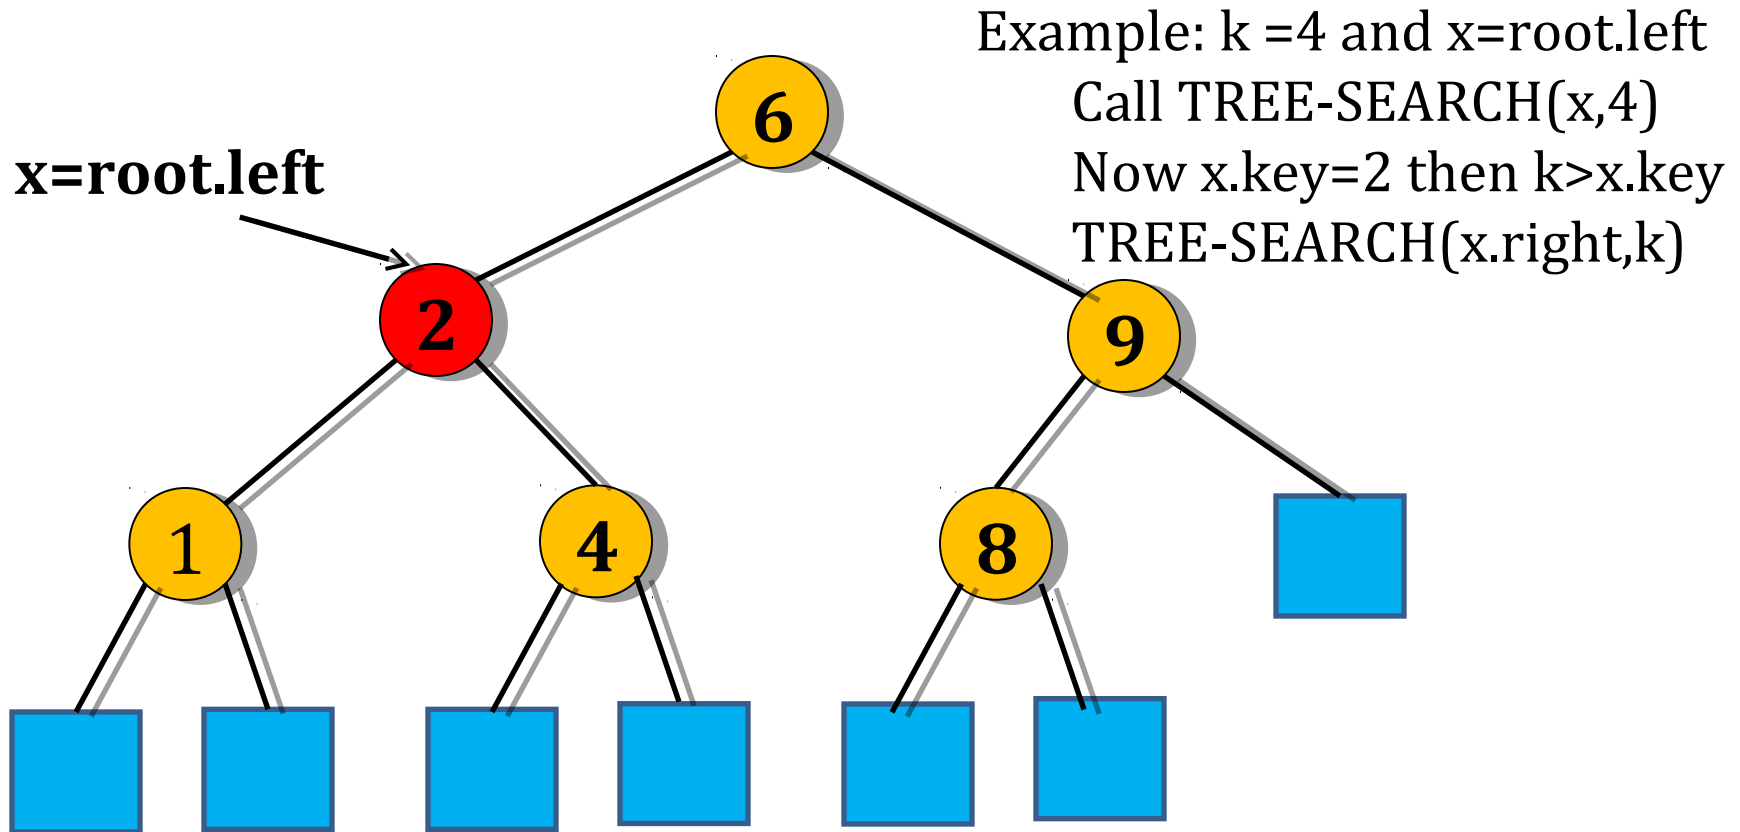 Example: k =4 and x=root.left
Call TREE-SEARCH(x,4)
Now x.key=2 then k>x.key
TREE-SEARCH(x.right,k)
x=root.left
6
2
9
1
4
8